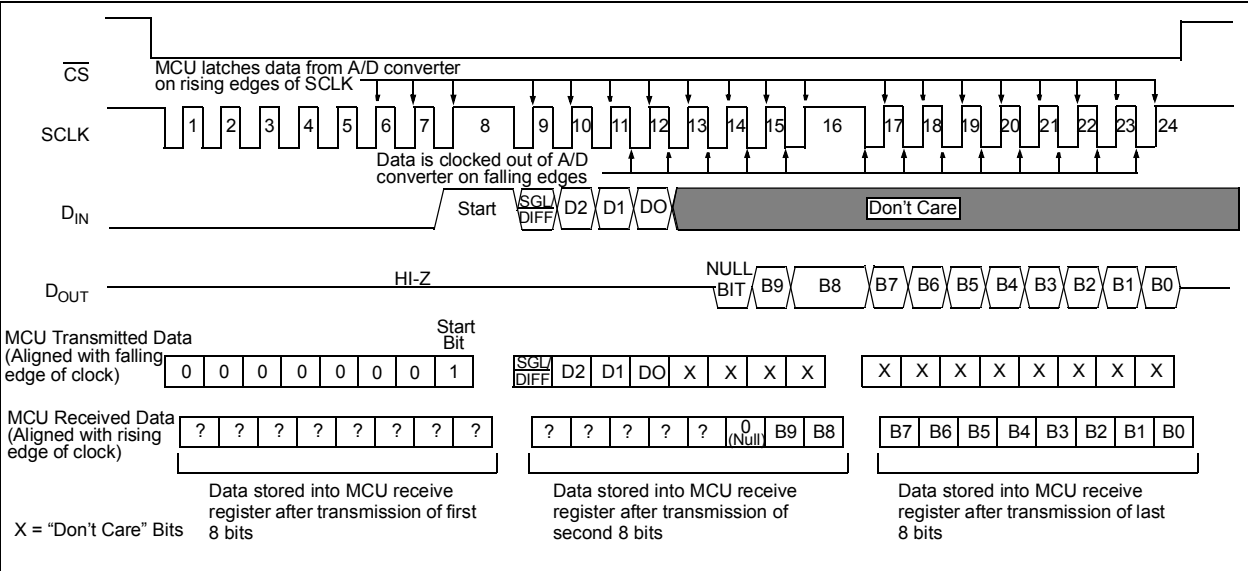 CS
MCU latches data from A/D converter
on rising edges of SCLK
SCLK
1 2 3 4 5 6 7 8 9 10 11 12 13 14 15 16 17 18 19 20 21 22 23 24
Data is clocked out of A/D
converter on falling edges
DIN
Start SGL/DIFF D2 D1 DO Don't Care
DOUT
HI-Z
NULL BIT B9 B8 B7 B6 B5 B4 B3 B2 B1 B0
MCU Transmitted Data
(Aligned with falling
edge of clock)
Start
Bit
0 0 0 0 0 0 0 1 SGL/DIFF D2 D1 DO X X X X X X X X X X X X
MCU Received Data
(Aligned with rising
edge of clock)
? ? ? ? ? ? ? ? ? ? ? ? ? 0 (Null) B9 B8 B7 B6 B5 B4 B3 B2 B1 B0
Data stored into MCU receive
register after transmission of first
8 bits
Data stored into MCU receive
register after transmission of
second 8 bits
Data stored into MCU receive
register after transmission of last
8 bits
X = “Don’t Care” Bits